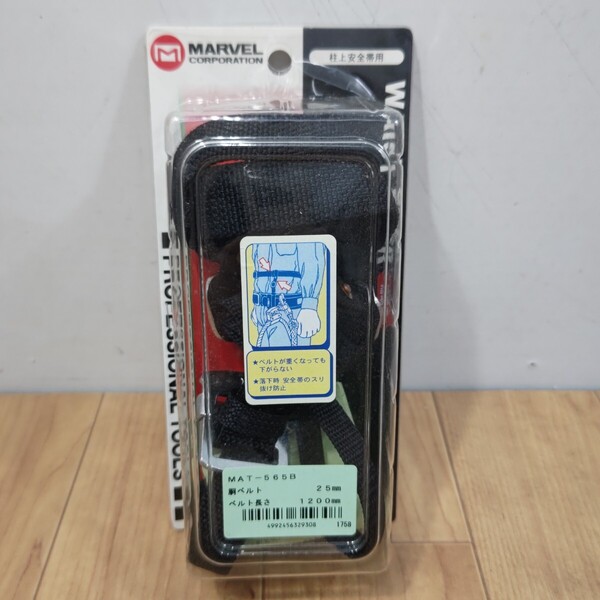 MARVEL
CORPORATION
柱上安全帯用
PROFESSIONAL TOOLS
★ベルトが重くなっても
下がらない
★落下時 安全帯のスリ
抜け防止
MAT-565B
胴ベルト 25mm
ベルト長さ 1200mm
4992456329308 1758